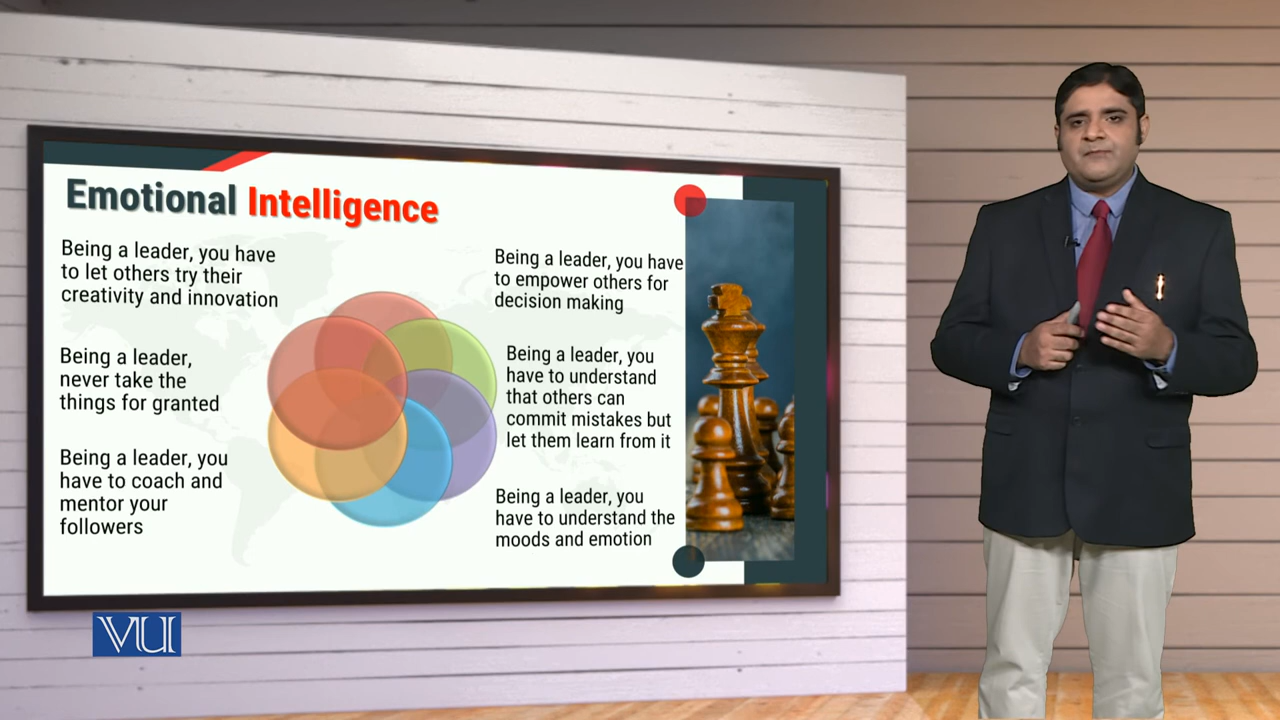 Emotional Intelligence
Being a leader, you have
to let others try their
creativity and innovation
Being a leader,
never take the
things for granted
Being a leader, you
have to coach and
mentor your
followers
Being a leader, you have
to empower others for
decision making
Being a leader, you
have to understand
that others can
commit mistakes but
let them learn from it
Being a leader, you
have to understand the
moods and emotion
VU